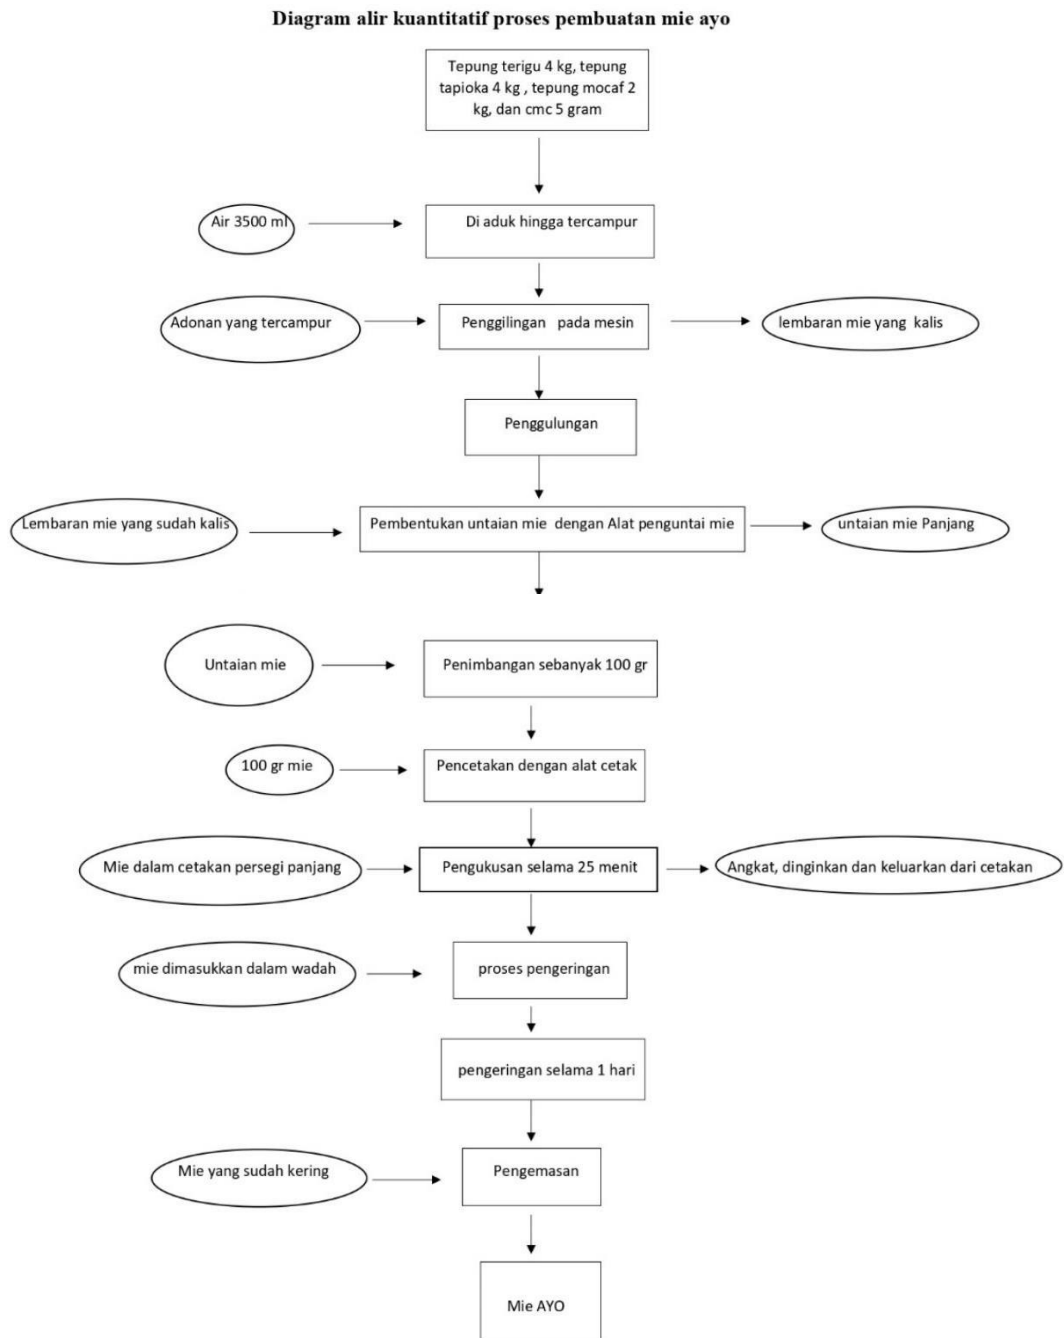 Diagram alir kuantitatif proses pembuatan mie ayo
Tepung terigu 4 kg, tepung
tapioka 4 kg , tepung mocaf 2
kg, dan cmc 5 gram
Air 3500 ml
Di aduk hingga tercampur
Adonan yang tercampur
Penggilingan pada mesin
lembaran mie yang kalis
Penggulungan
Lembaran mie yang sudah kalis
Pembentukan untaian mie dengan Alat penguntai mie
untaian mie Panjang
Untaian mie
Penimbangan sebanyak 100 gr
100 gr mie
Pencetakan dengan alat cetak
Mie dalam cetakan persegi panjang
Pengukusan selama 25 menit
Angkat, dinginkan dan keluarkan dari cetakan
mie dimasukkan dalam wadah
proses pengeringan
pengeringan selama 1 hari
Mie yang sudah kering
Pengemasan
Mie AYO